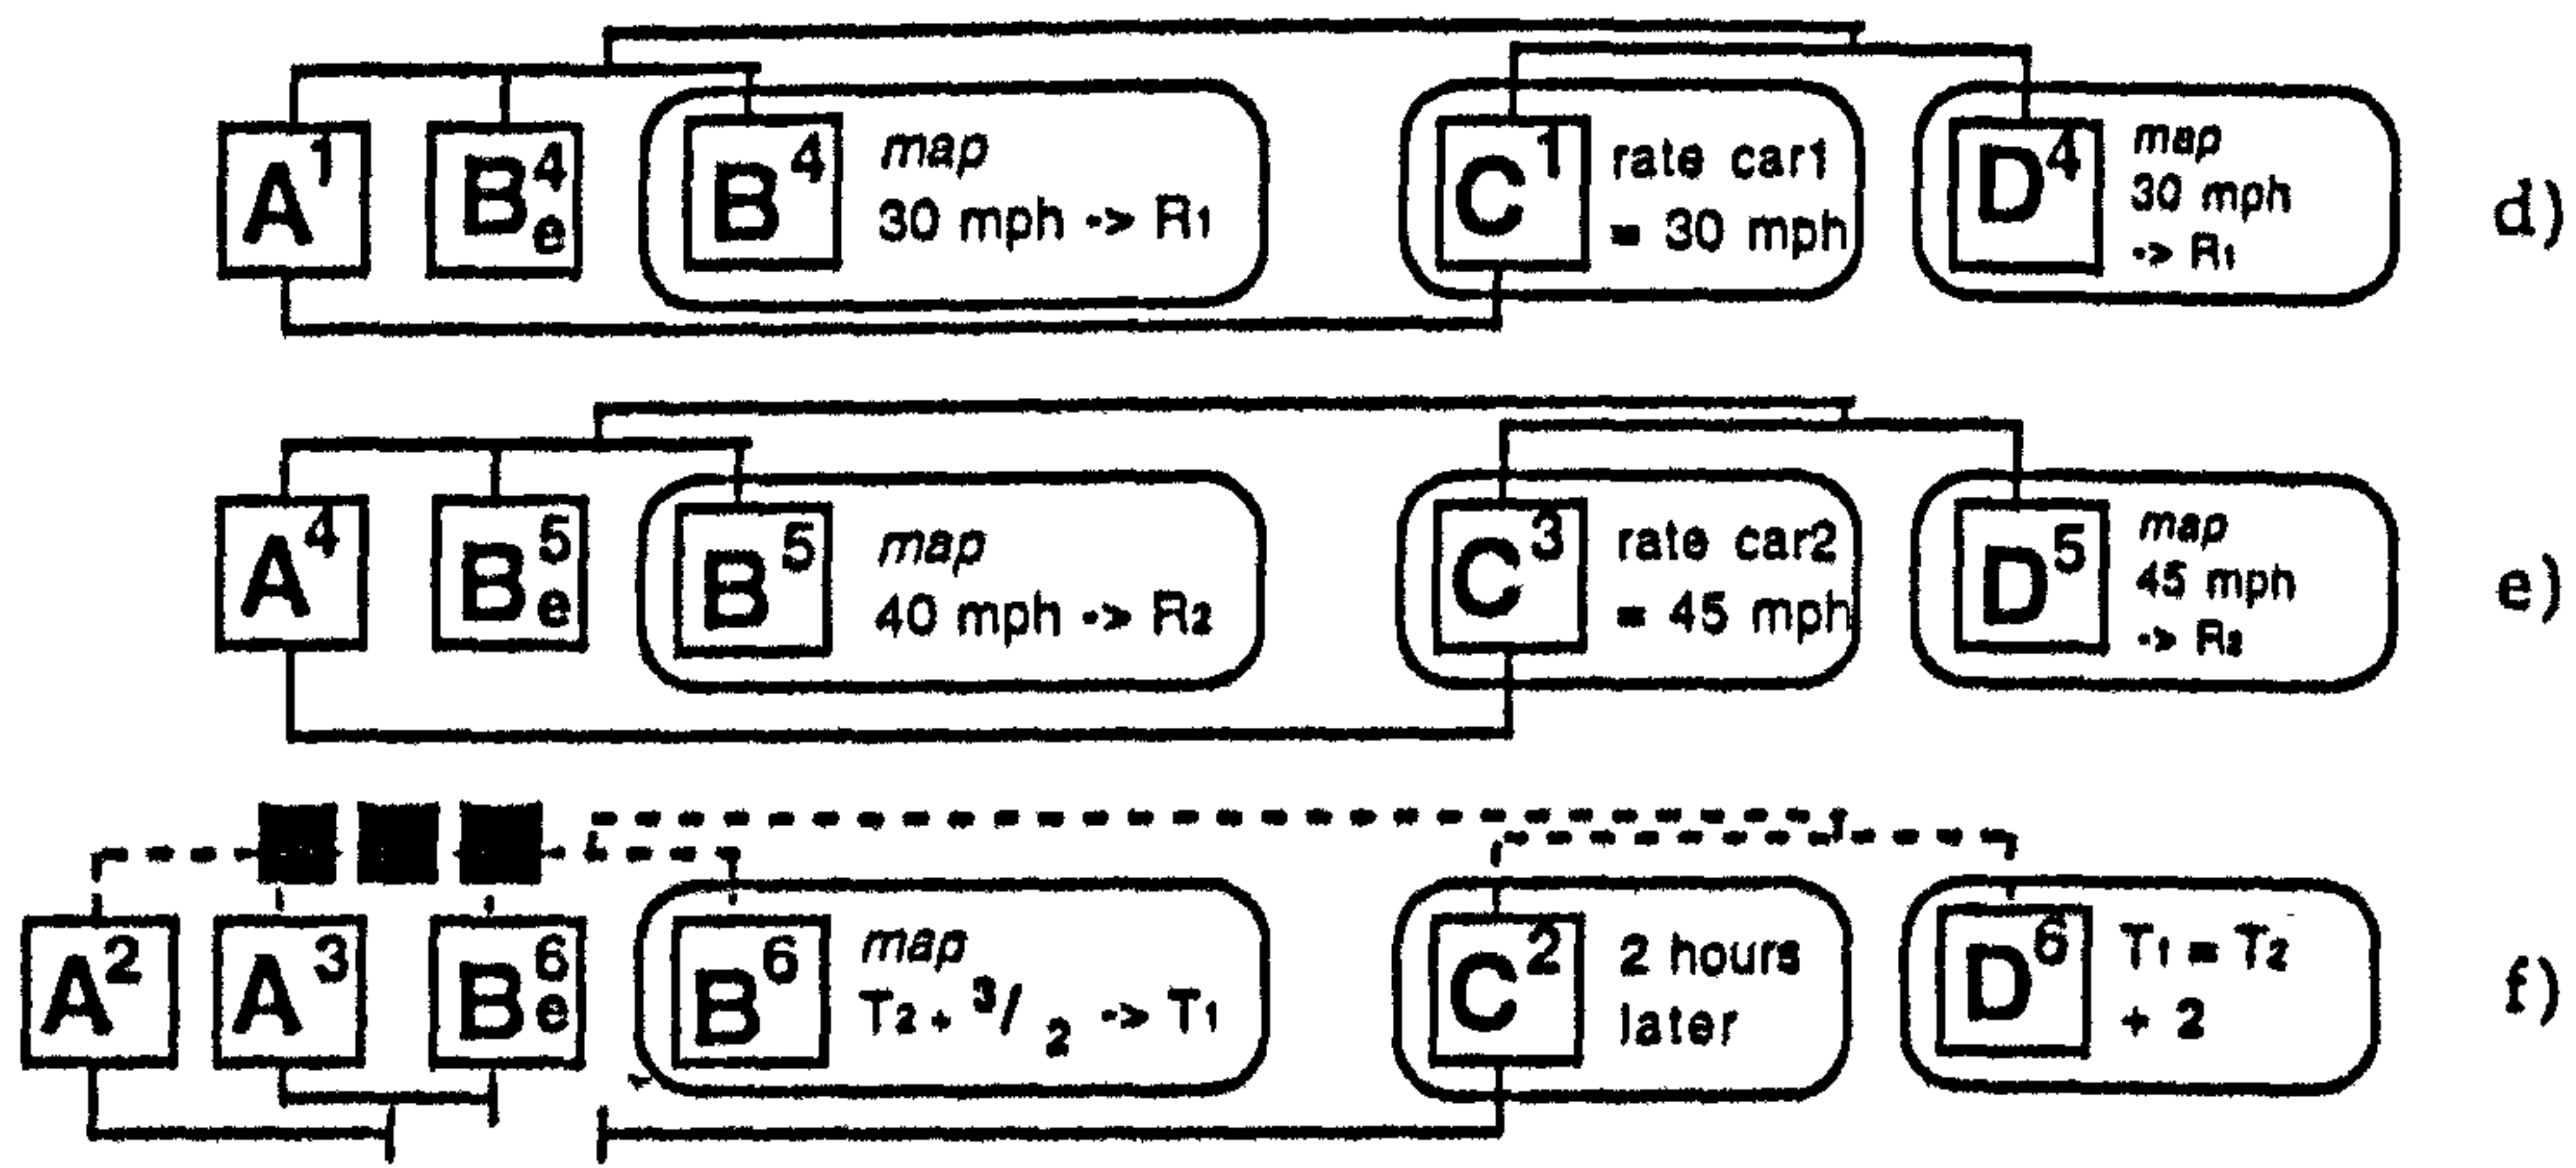 A1 B4e B4 map 30 mph -> R1 C1 rate car1 = 30 mph D4 map 30 mph -> R1 d)
A4 B5e B5 map 40 mph -> R2 C3 rate car2 = 45 mph D5 map 45 mph -> R2 e)
A2 A3 B6e B6 map T2 + 3/2 -> T1 C2 2 hours later D6 T1 = T2 + 2 f)